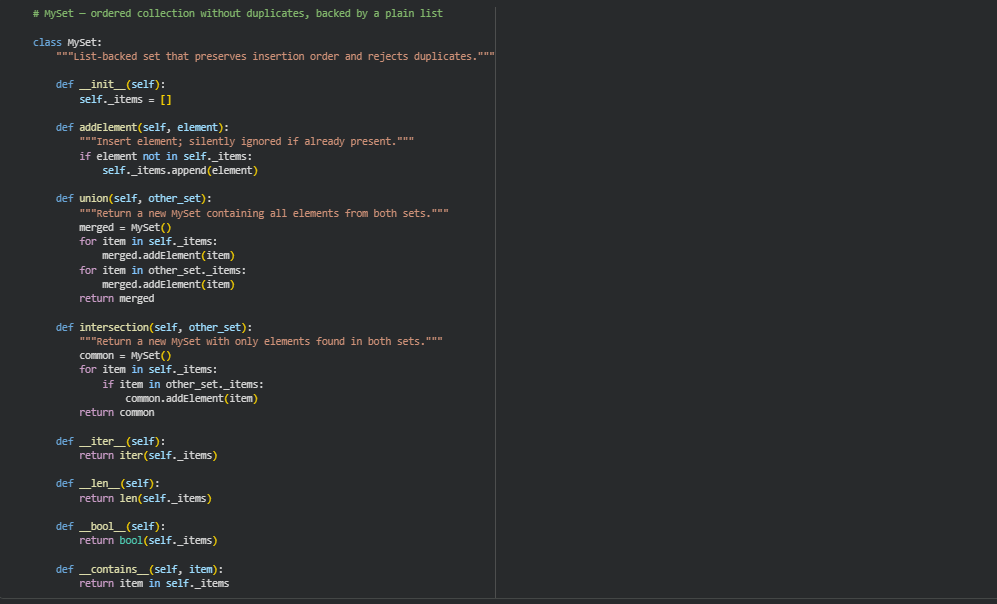 # MySet — ordered collection without duplicates, backed by a plain list
class MySet:
    """List-backed set that preserves insertion order and rejects duplicates."""
    def __init__(self):
        self._items = []
    def addElement(self, element):
        """Insert element; silently ignored if already present."""
        if element not in self._items:
            self._items.append(element)
    def union(self, other_set):
        """Return a new MySet containing all elements from both sets."""
        merged = MySet()
        for item in self._items:
            merged.addElement(item)
        for item in other_set._items:
            merged.addElement(item)
        return merged
    def intersection(self, other_set):
        """Return a new MySet with only elements found in both sets."""
        common = MySet()
        for item in self._items:
            if item in other_set._items:
                common.addElement(item)
        return common
    def __iter__(self):
        return iter(self._items)
    def __len__(self):
        return len(self._items)
    def __bool__(self):
        return bool(self._items)
    def __contains__(self, item):
        return item in self._items